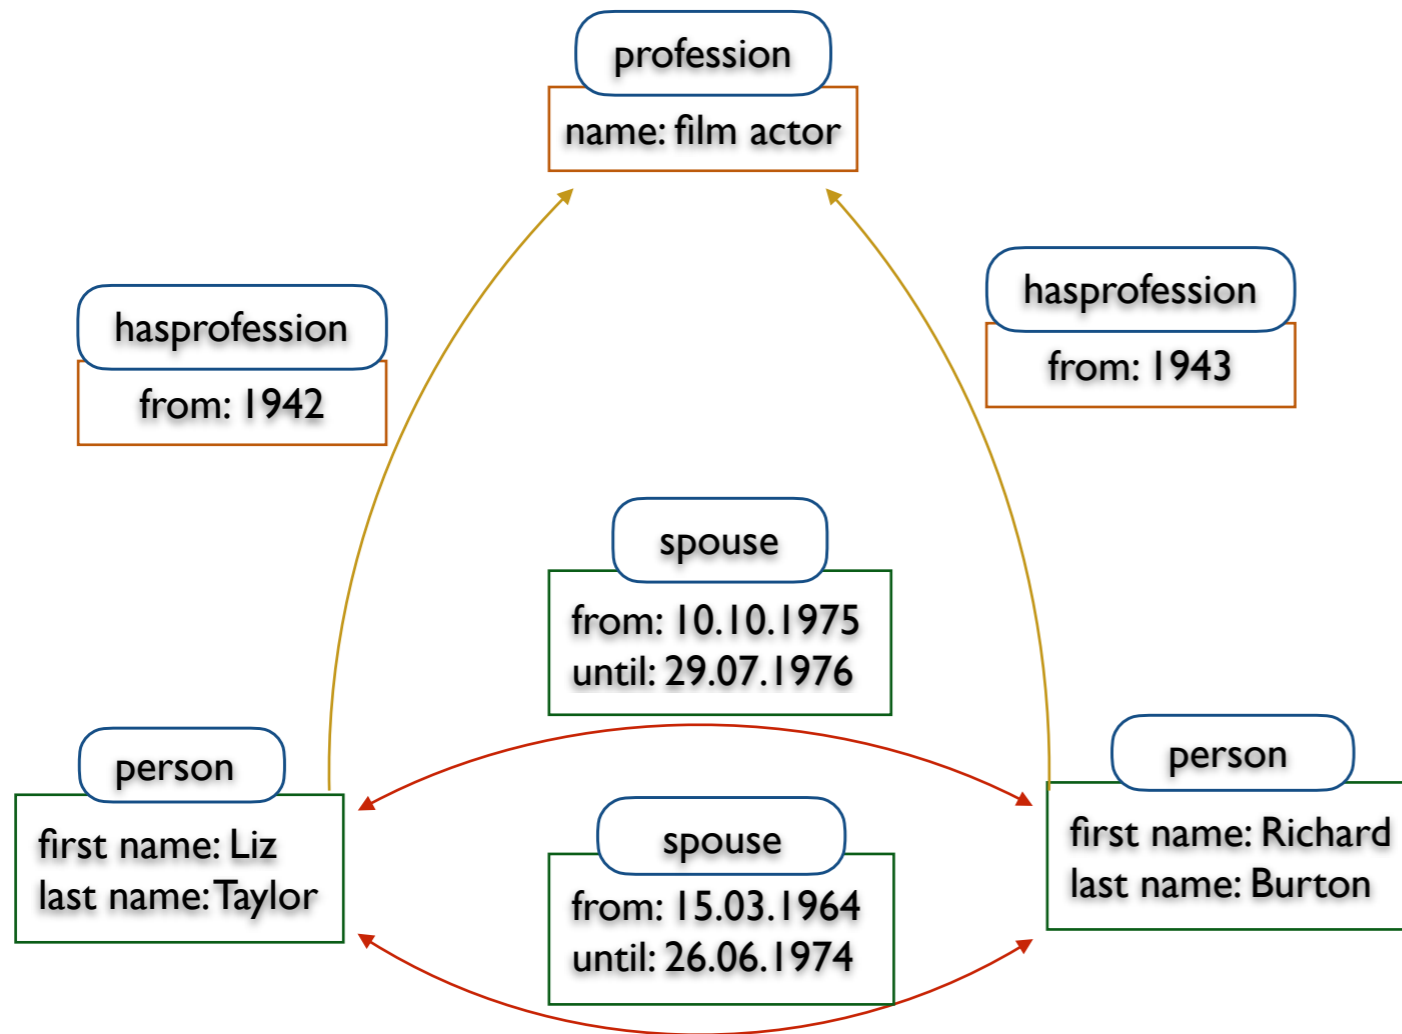 profession
name: film actor
hasprofession
from: 1943
hasprofession
from: 1942
spouse
from: 10.10.1975
until: 29.07.1976
person
first name: Liz
last name: Taylor
person
first name: Richard
last name: Burton
spouse
from: 15.03.1964
until: 26.06.1974